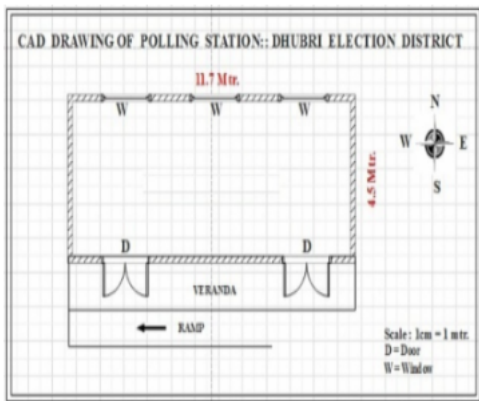 CAD DRAWING OF POLLING STATION:: DHUBRI ELECTION DISTRICT
11.7 Mtr.
W W W
N
W E
S
4.5 Mtr.
D D
VERANDA
RAMP
Scale: 1cm = 1 mtr.
D=Door
W=Window